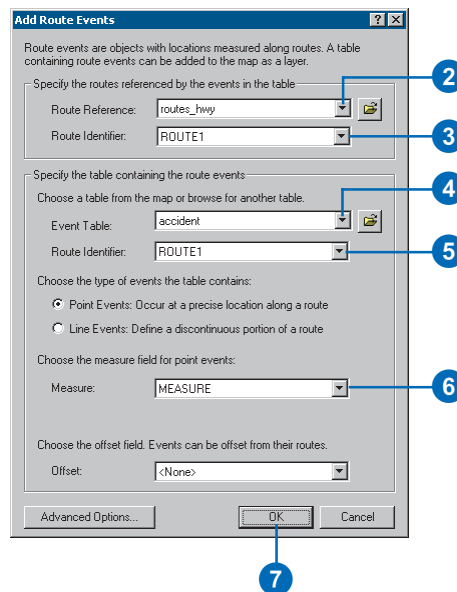 Add Route Events
Route events are objects with locations measured along routes. A table
containing route events can be added to the map as a layer.
Specify the routes referenced by the events in the table
2
Route Reference: routes_hwy
Route Identifier: ROUTE1
3
Specify the table containing the route events
4
Choose a table from the map or browse for another table.
Event Table: accident
Route Identifier: ROUTE1
5
Choose the type of events the table contains:
Point Events: Occur at a precise location along a route
Line Events: Define a discontinuous portion of a route
Choose the measure field for point events:
Measure: MEASURE
6
Choose the offset field. Events can be offset from their routes.
Offset: <None>
Advanced Options... OK Cancel
7